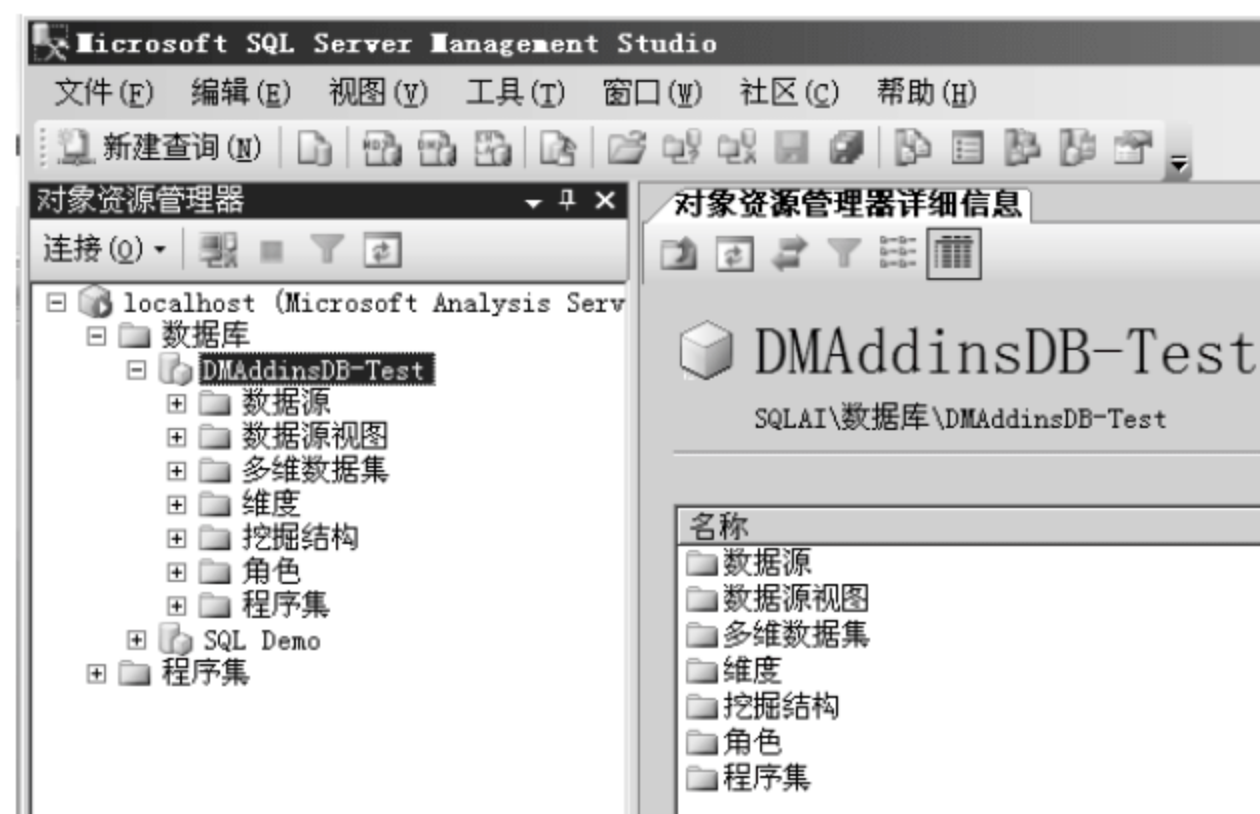 Microsoft SQL Server Management Studio
文件(F) 编辑(E) 视图(V) 工具(T) 窗口(W) 社区(C) 帮助(H)
新建查询(N)
对象资源管理器
连接(O)
localhost (Microsoft Analysis Serv
数据库
DMAddinsDB-Test
数据源
数据源视图
多维数据集
维度
挖掘结构
角色
程序集
SQL Demo
程序集
对象资源管理器详细信息
DMAddinsDB-Test
SQLAI\数据库\DMAddinsDB-Test
名称
数据源
数据源视图
多维数据集
维度
挖掘结构
角色
程序集